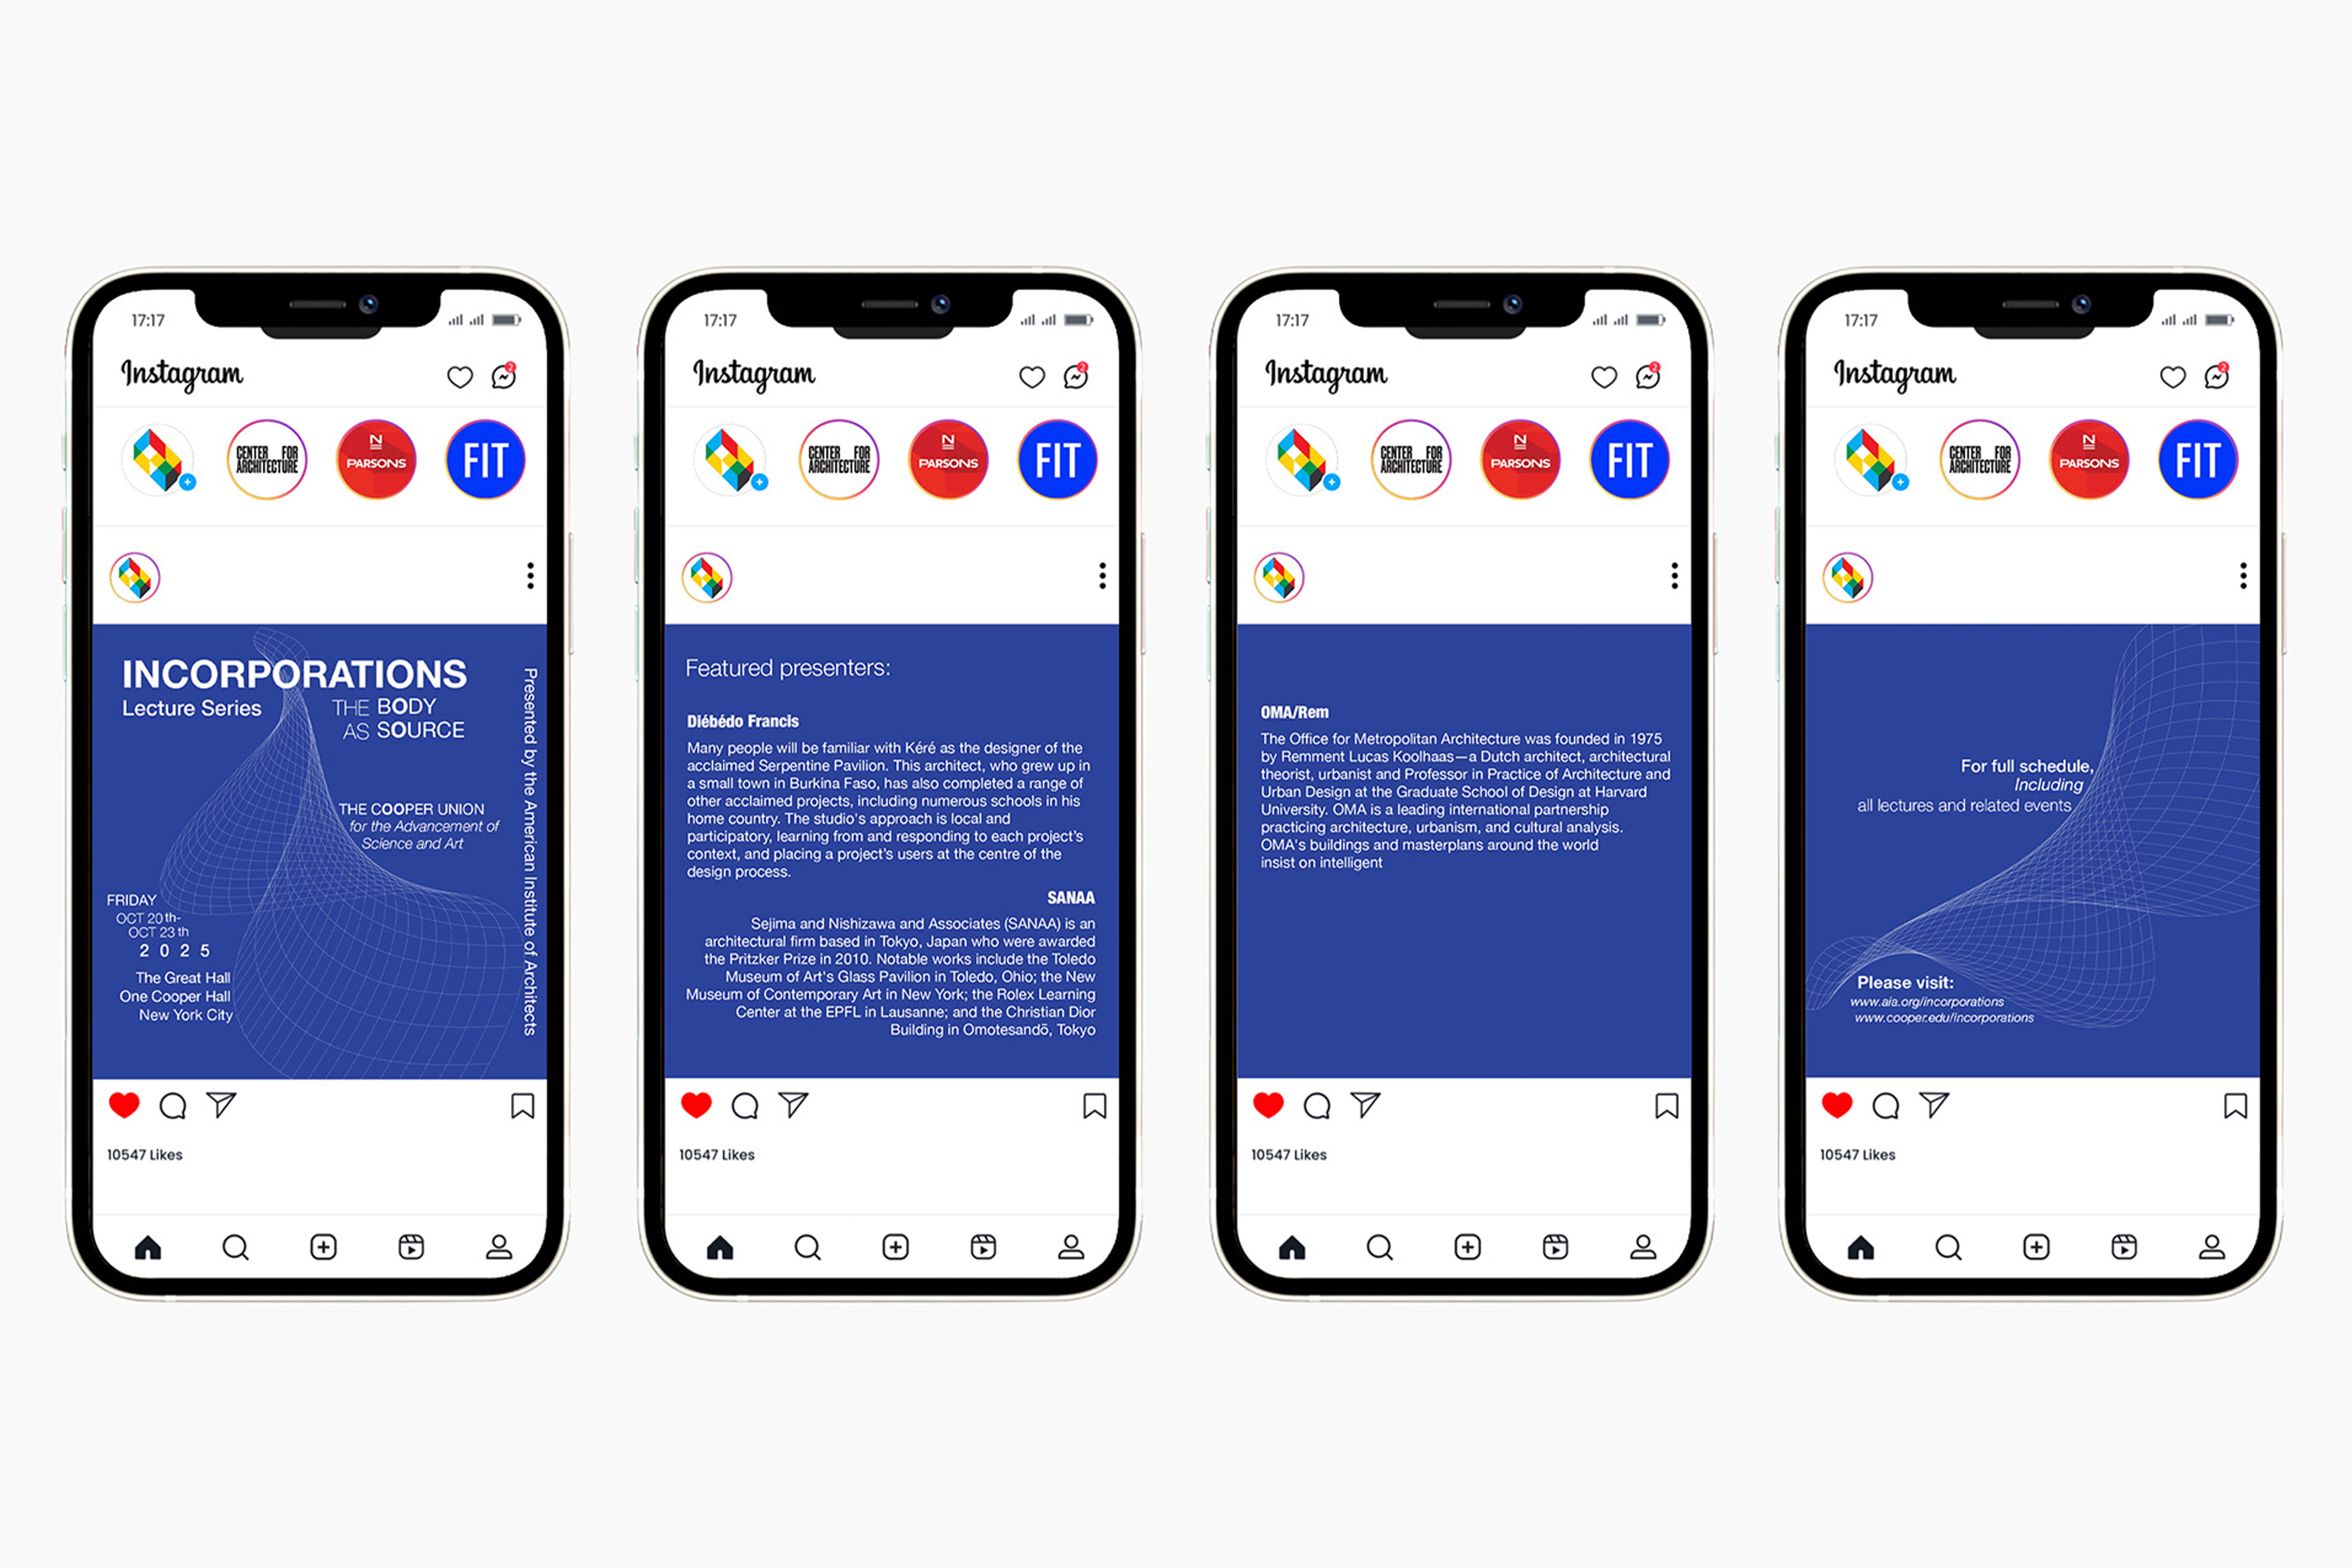 17:17
Instagram
2
CENTER FOR
ARCHITECTURE
N
PARSONS
FIT
INCORPORATIONS
Lecture Series
THE BODY
AS SOURCE
Presented by the American Institute of Architects
THE COOPER UNION
for the Advancement of
Science and Art
FRIDAY
OCT 20th-
OCT 23th
2 0 2 5
The Great Hall
One Cooper Hall
New York City
10547 Likes
17:17
Instagram
2
CENTER FOR
ARCHITECTURE
N
PARSONS
FIT
Featured presenters:
Diébédo Francis
Many people will be familiar with Kéré as the designer of the
acclaimed Serpentine Pavilion. This architect, who grew up in
a small town in Burkina Faso, has also completed a range of
other acclaimed projects, including numerous schools in his
home country. The studio's approach is local and
participatory, learning from and responding to each project's
context, and placing a project's users at the centre of the
design process.
SANAA
Sejima and Nishizawa and Associates (SANAA) is an
architectural firm based in Tokyo, Japan who were awarded
the Pritzker Prize in 2010. Notable works include the Toledo
Museum of Art's Glass Pavilion in Toledo, Ohio; the New
Museum of Contemporary Art in New York; the Rolex Learning
Center at the EPFL in Lausanne; and the Christian Dior
Building in Omotesandō, Tokyo
10547 Likes
17:17
Instagram
2
CENTER FOR
ARCHITECTURE
N
PARSONS
FIT
OMA/Rem
The Office for Metropolitan Architecture was founded in 1975
by Remment Lucas Koolhaas—a Dutch architect, architectural
theorist, urbanist and Professor in Practice of Architecture and
Urban Design at the Graduate School of Design at Harvard
University. OMA is a leading international partnership
practicing architecture, urbanism, and cultural analysis.
OMA's buildings and masterplans around the world
insist on intelligent
10547 Likes
17:17
Instagram
2
CENTER FOR
ARCHITECTURE
N
PARSONS
FIT
For full schedule,
Including
all lectures and related events
Please visit:
www.aia.org/incorporations
www.cooper.edu/incorporations
10547 Likes